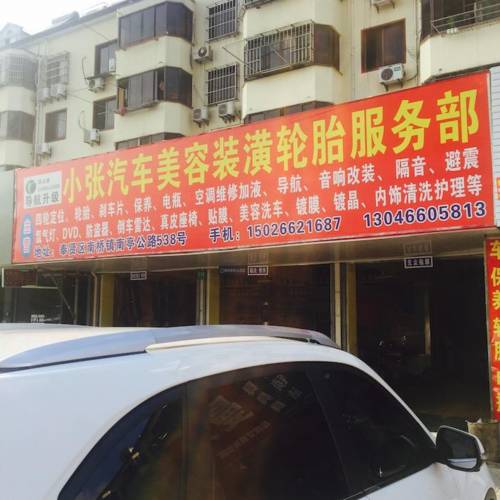 导航升级
小张汽车美容装潢轮胎服务部
四轮定位、轮胎、刹车片、保养、电瓶、空调维修加液、导航、音响改装、隔音、避震
氙气灯、DVD、防盗器、倒车雷达、真皮座椅、贴膜、美容洗车、镀膜、镀晶、内饰清洗护理等
地址：奉贤区南桥镇南亭公路538号 手机：15026621687 13046605813